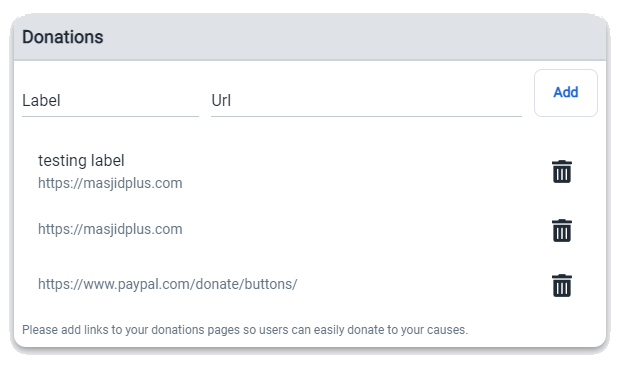 Donations
Label
Url
Add
testing label
https://masjidplus.com
https://masjidplus.com
https://www.paypal.com/donate/buttons/
Please add links to your donations pages so users can easily donate to your causes.